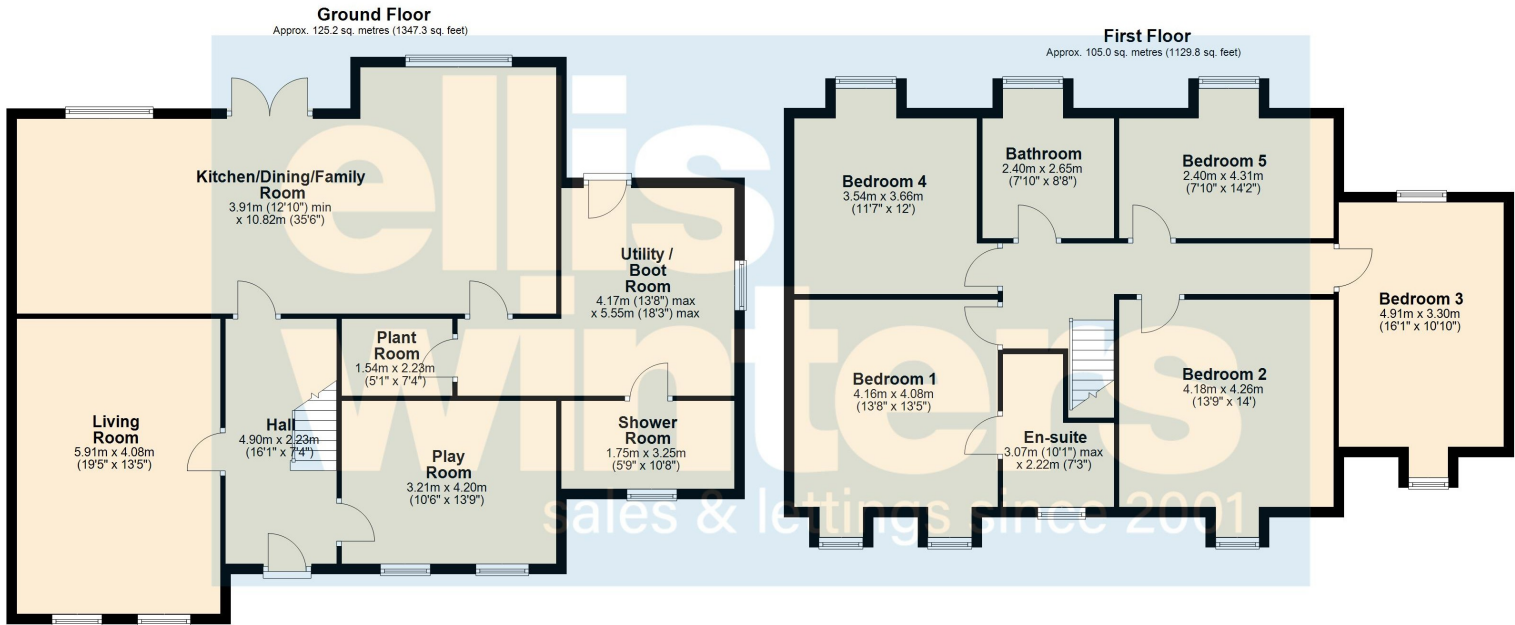 Ground Floor
Approx. 125.2 sq. metres (1347.3 sq. feet)
Kitchen/Dining/Family
Room
3.91m (12'10") min
x 10.82m (35'6")
Utility /
Boot
Room
4.17m (13'8") max
x 5.55m (18'3") max
Plant
Room
1.54m x 2.23m
(5'1" x 7'4")
Living
Room
5.91m x 4.08m
(19'5" x 13'5")
Hall
4.90m x 2.23m
(16'1" x 7'4")
Play
Room
3.21m x 4.20m
(10'6" x 13'9")
Shower
Room
1.75m x 3.25m
(5'9" x 10'8")
First Floor
Approx. 105.0 sq. metres (1129.8 sq. feet)
Bedroom 4
3.54m x 3.66m
(11'7" x 12')
Bathroom
2.40m x 2.65m
(7'10" x 8'8")
Bedroom 5
2.40m x 4.31m
(7'10" x 14'2")
Bedroom 3
4.91m x 3.30m
(16'1" x 10'10")
Bedroom 1
4.16m x 4.08m
(13'8" x 13'5")
En-suite
3.07m (10'1") max
x 2.22m (7'3")
Bedroom 2
4.18m x 4.26m
(13'9" x 14')
ellis
winters
sales & lettings since 2001